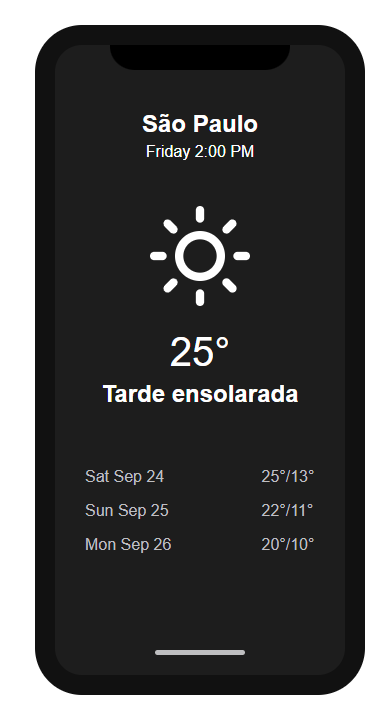 São Paulo
Friday 2:00 PM
25°
Tarde ensolarada
Sat Sep 24 25°/13°
Sun Sep 25 22°/11°
Mon Sep 26 20°/10°